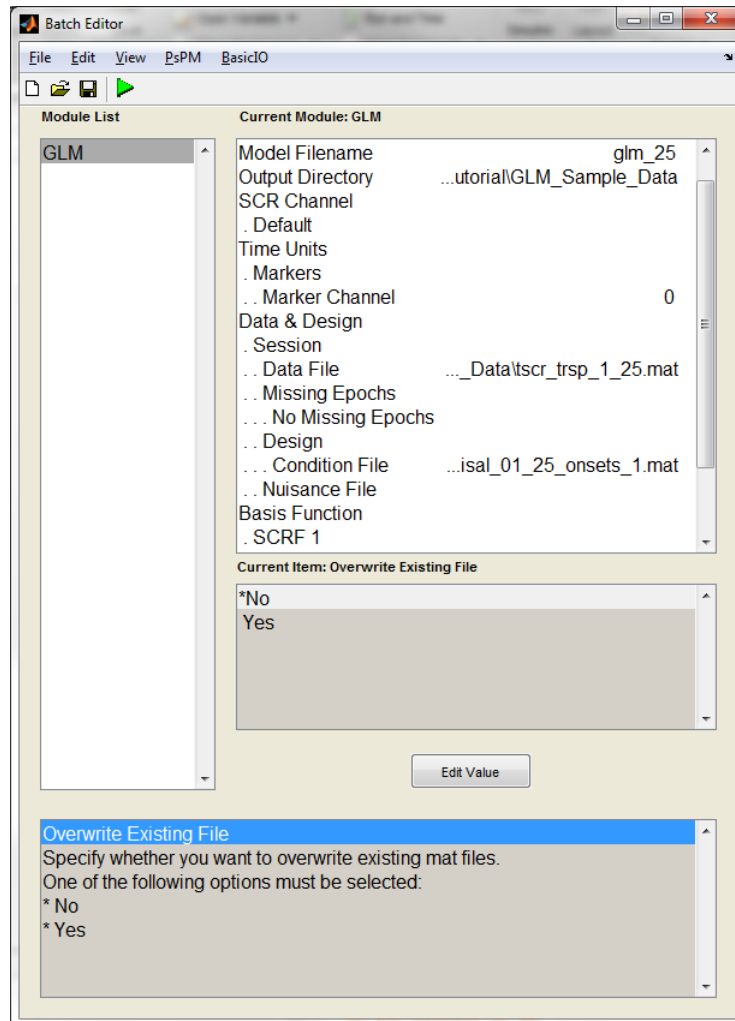 Batch Editor
File Edit View PsPM BasicIO
Module List
GLM
Current Module: GLM
Model Filename glm_25
Output Directory ...utorial\GLM_Sample_Data
SCR Channel
. Default
Time Units
. Markers
. . Marker Channel 0
Data & Design
. Session
. . Data File ..._Data\tscr_trsp_1_25.mat
. . Missing Epochs
. . . No Missing Epochs
. . Design
. . . Condition File ...isal_01_25_onsets_1.mat
. . Nuisance File
Basis Function
. SCRF 1
Current Item: Overwrite Existing File
*No
Yes
Edit Value
Overwrite Existing File
Specify whether you want to overwrite existing mat files.
One of the following options must be selected:
* No
* Yes